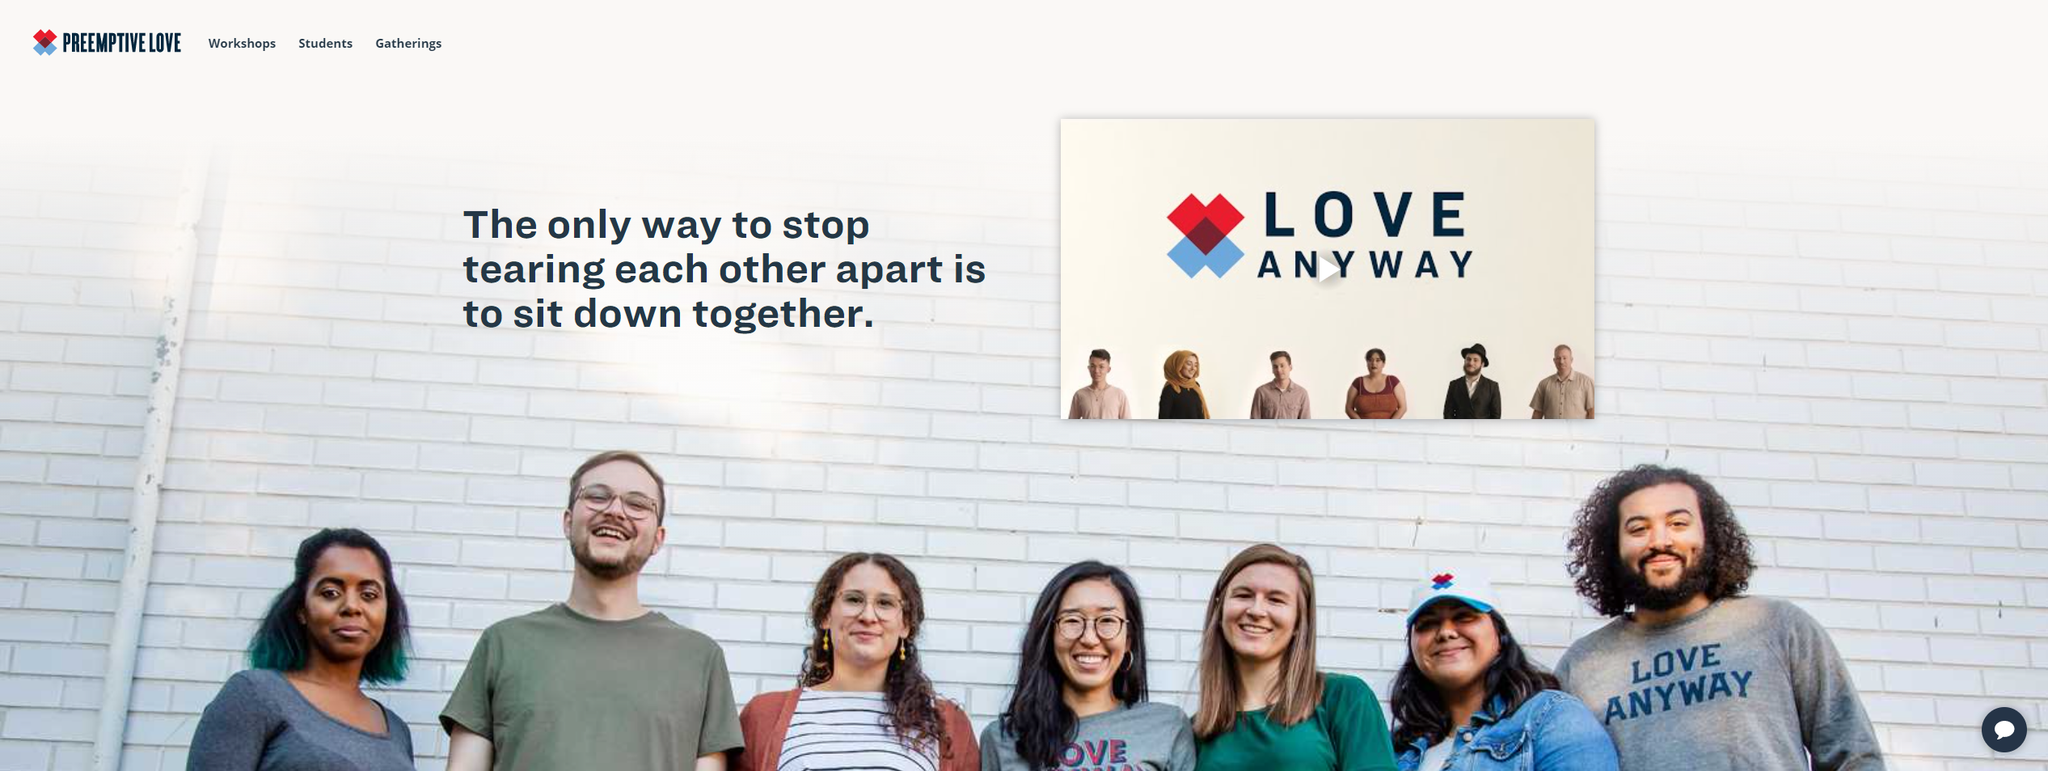 PREEMPTIVE LOVE
Workshops
Students
Gatherings
The only way to stop
tearing each other apart is
to sit down together.
LOVE
ANYWAY
LOVE
ANYWAY